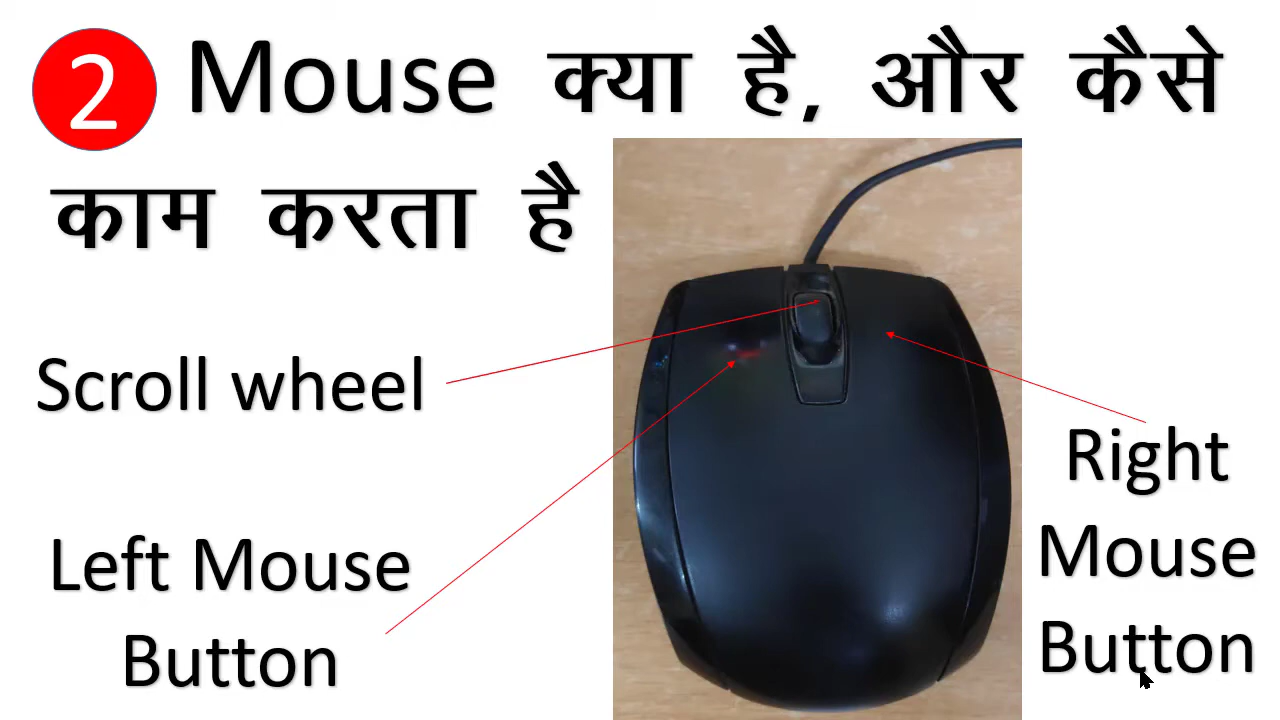 2 Mouse क्या है, और कैसे
काम करता है
Scroll wheel
Left Mouse
Button
Right
Mouse
Button